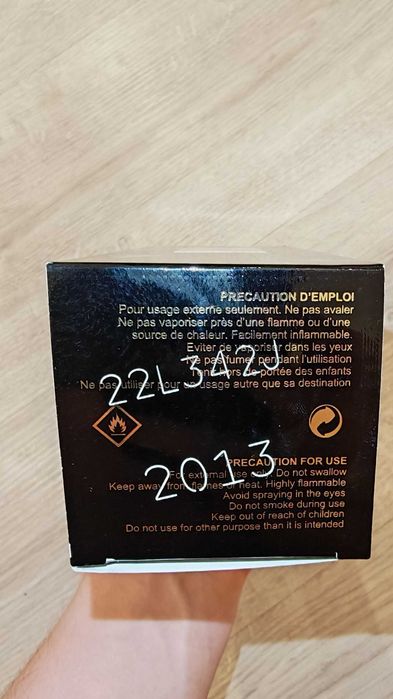 PRECAUTION D'EMPLOI
Pour usage externe seulement. Ne pas avaler
Ne pas vaporiser près d'une flamme ou d'une
source de chaleur. Facilement inflammable.
Eviter de vaporiser dans les yeux
Ne pas fumer pendant l'utilisation
Tenir hors de portée des enfants
Ne pas utiliser pour un usage autre que sa destination
22L342J
2013
PRECAUTION FOR USE
For external use only. Do not swallow
Keep away from flames or heat. Highly flammable
Avoid spraying in the eyes
Do not smoke during use
Keep out of reach of children
Do not use for other purpose than it is intended